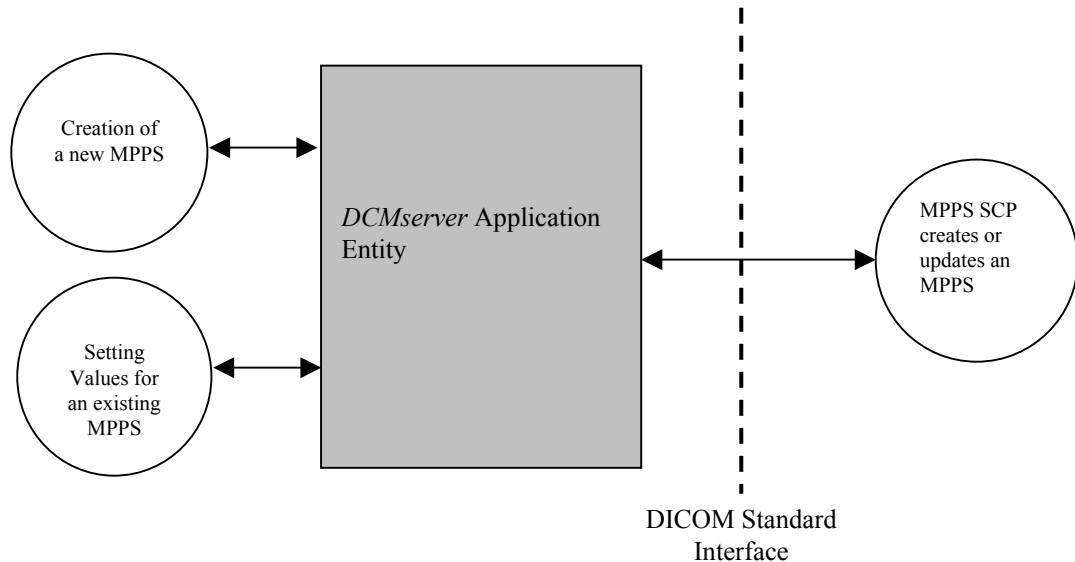 Creation of
a new MPPS
Setting
Values for
an existing
MPPS
DCMserver Application
Entity
MPPS SCP
creates or
updates an
MPPS
DICOM Standard
Interface